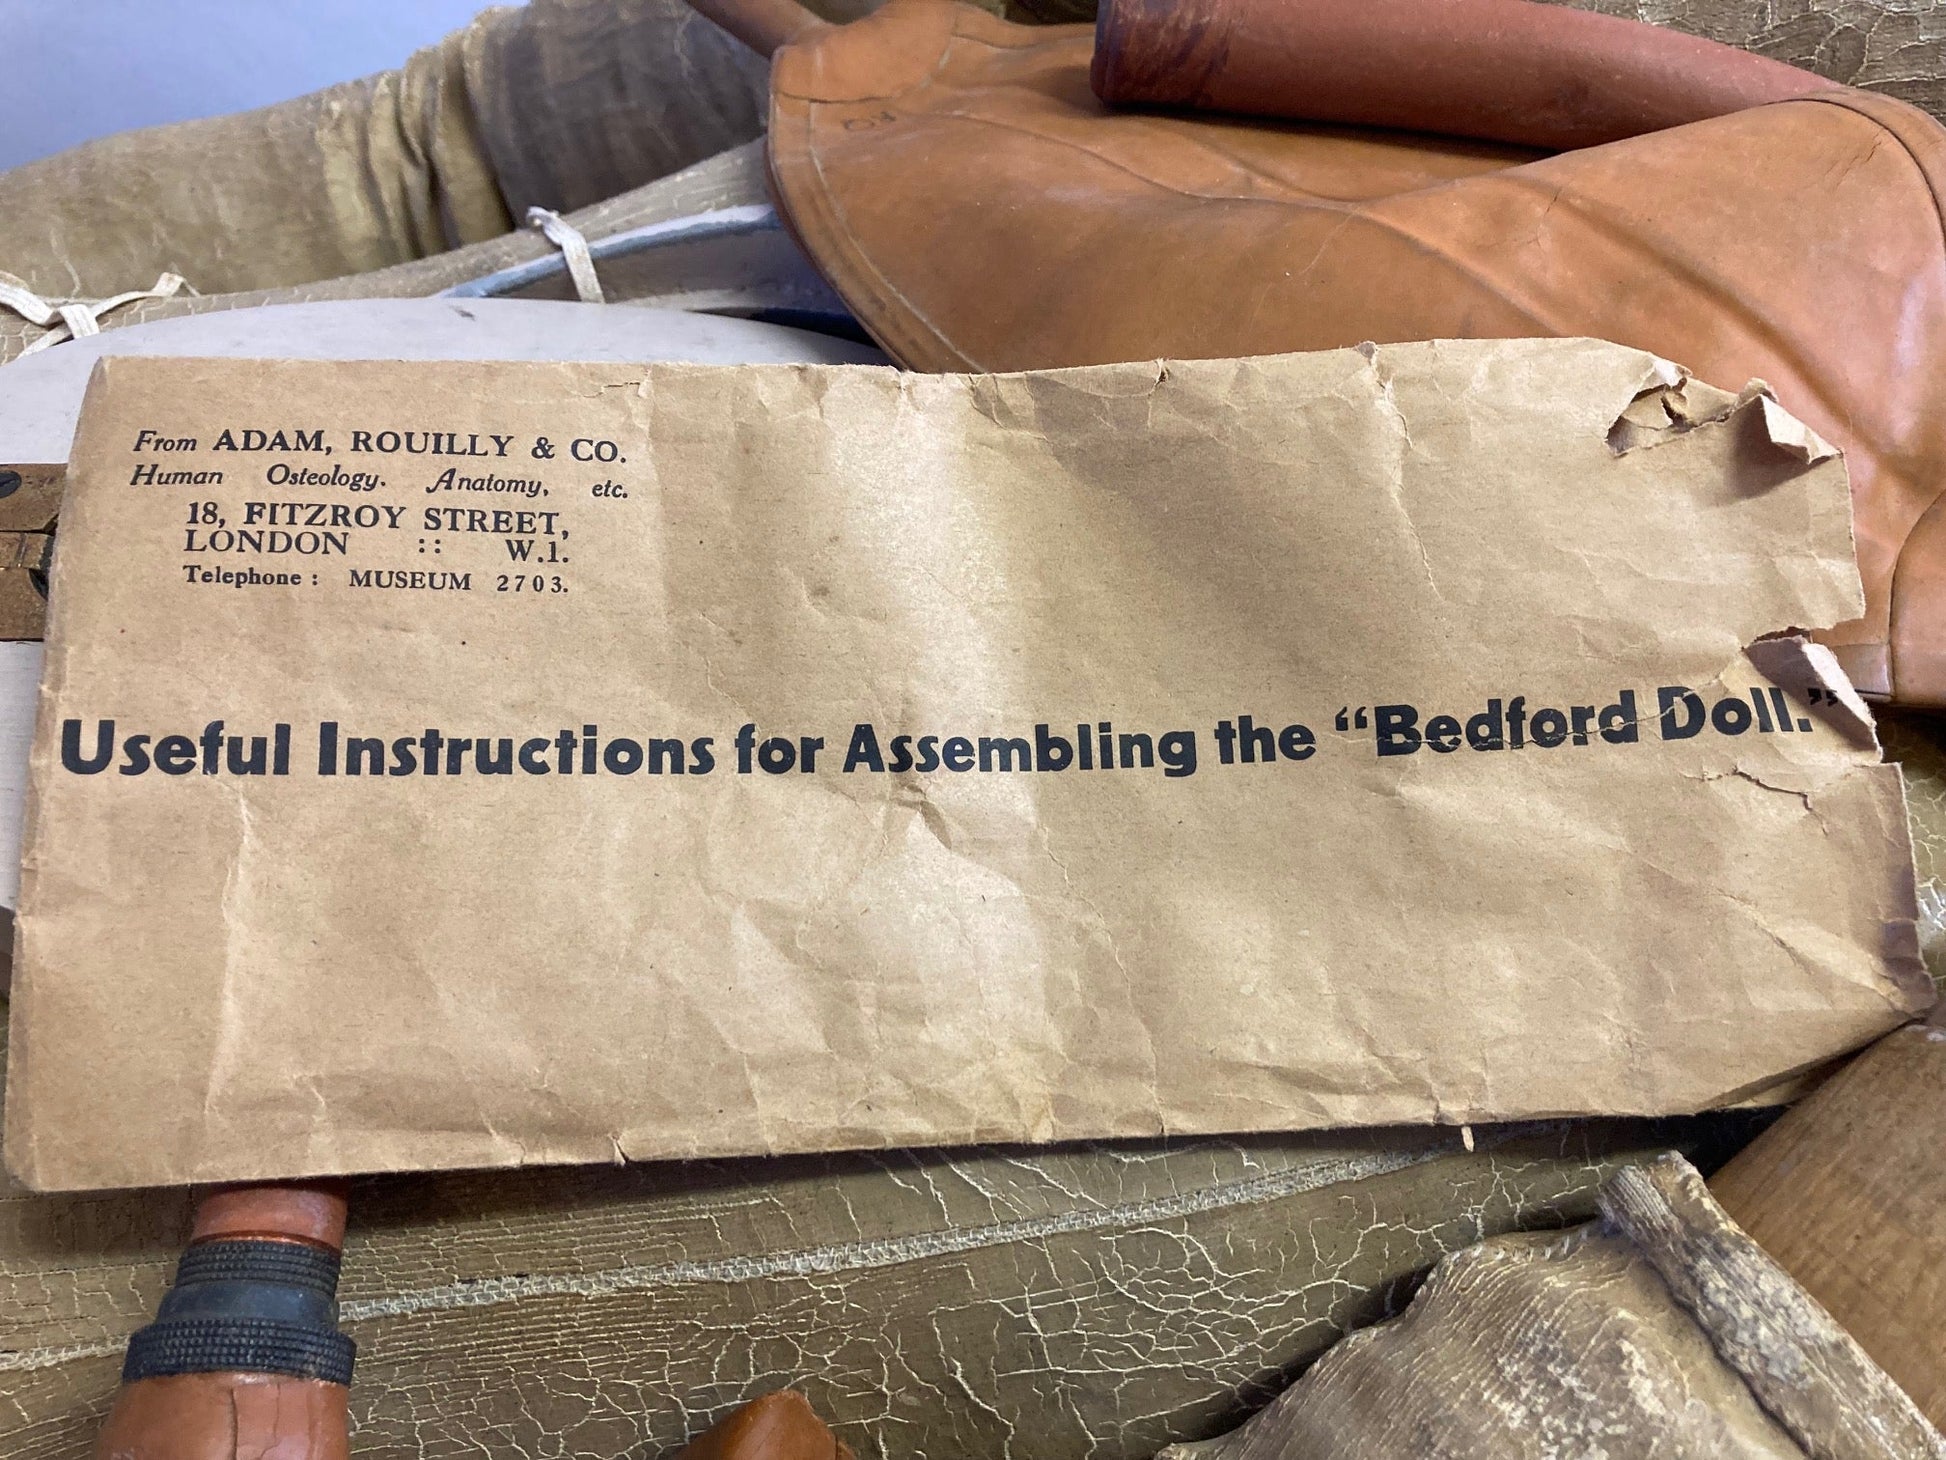 From ADAM, ROUILLY & CO.
Human Osteology. Anatomy, etc.
18, FITZROY STREET,
LONDON :: W.1.
Telephone : MUSEUM 2703.
Useful Instructions for Assembling the “Bedford Doll.”